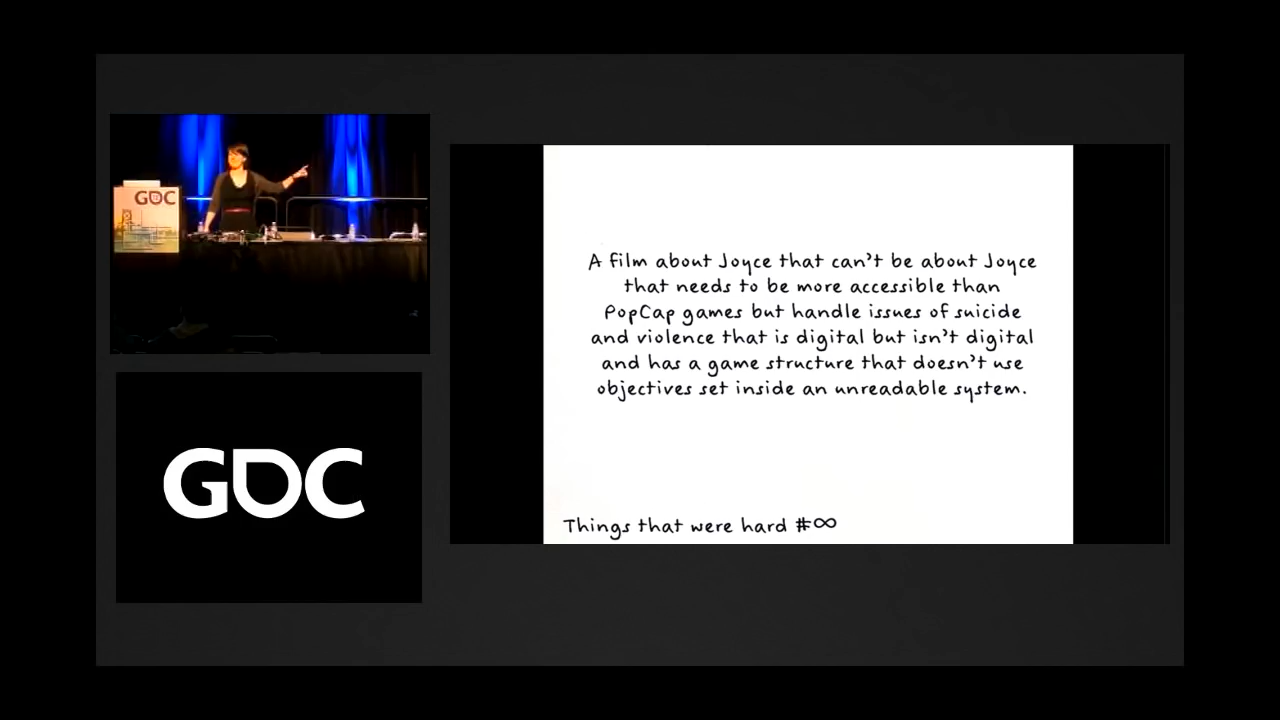 GDC
GDC
A film about Joyce that can't be about Joyce
that needs to be more accessible than
PopCap games but handle issues of suicide
and violence that is digital but isn't digital
and has a game structure that doesn't use
objectives set inside an unreadable system.
Things that were hard #∞